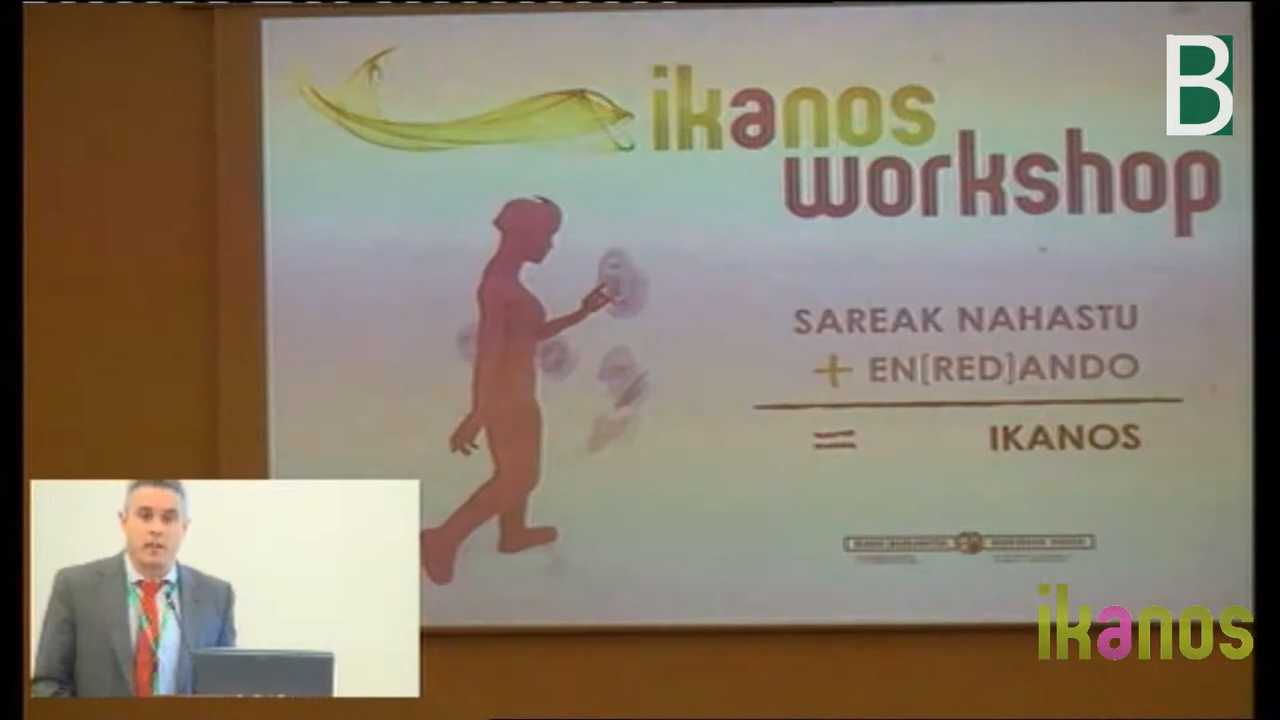 ikanos
workshop
B
SAREAK NAHASTU
+ EN[RED]ANDO
= IKANOS
ikanos